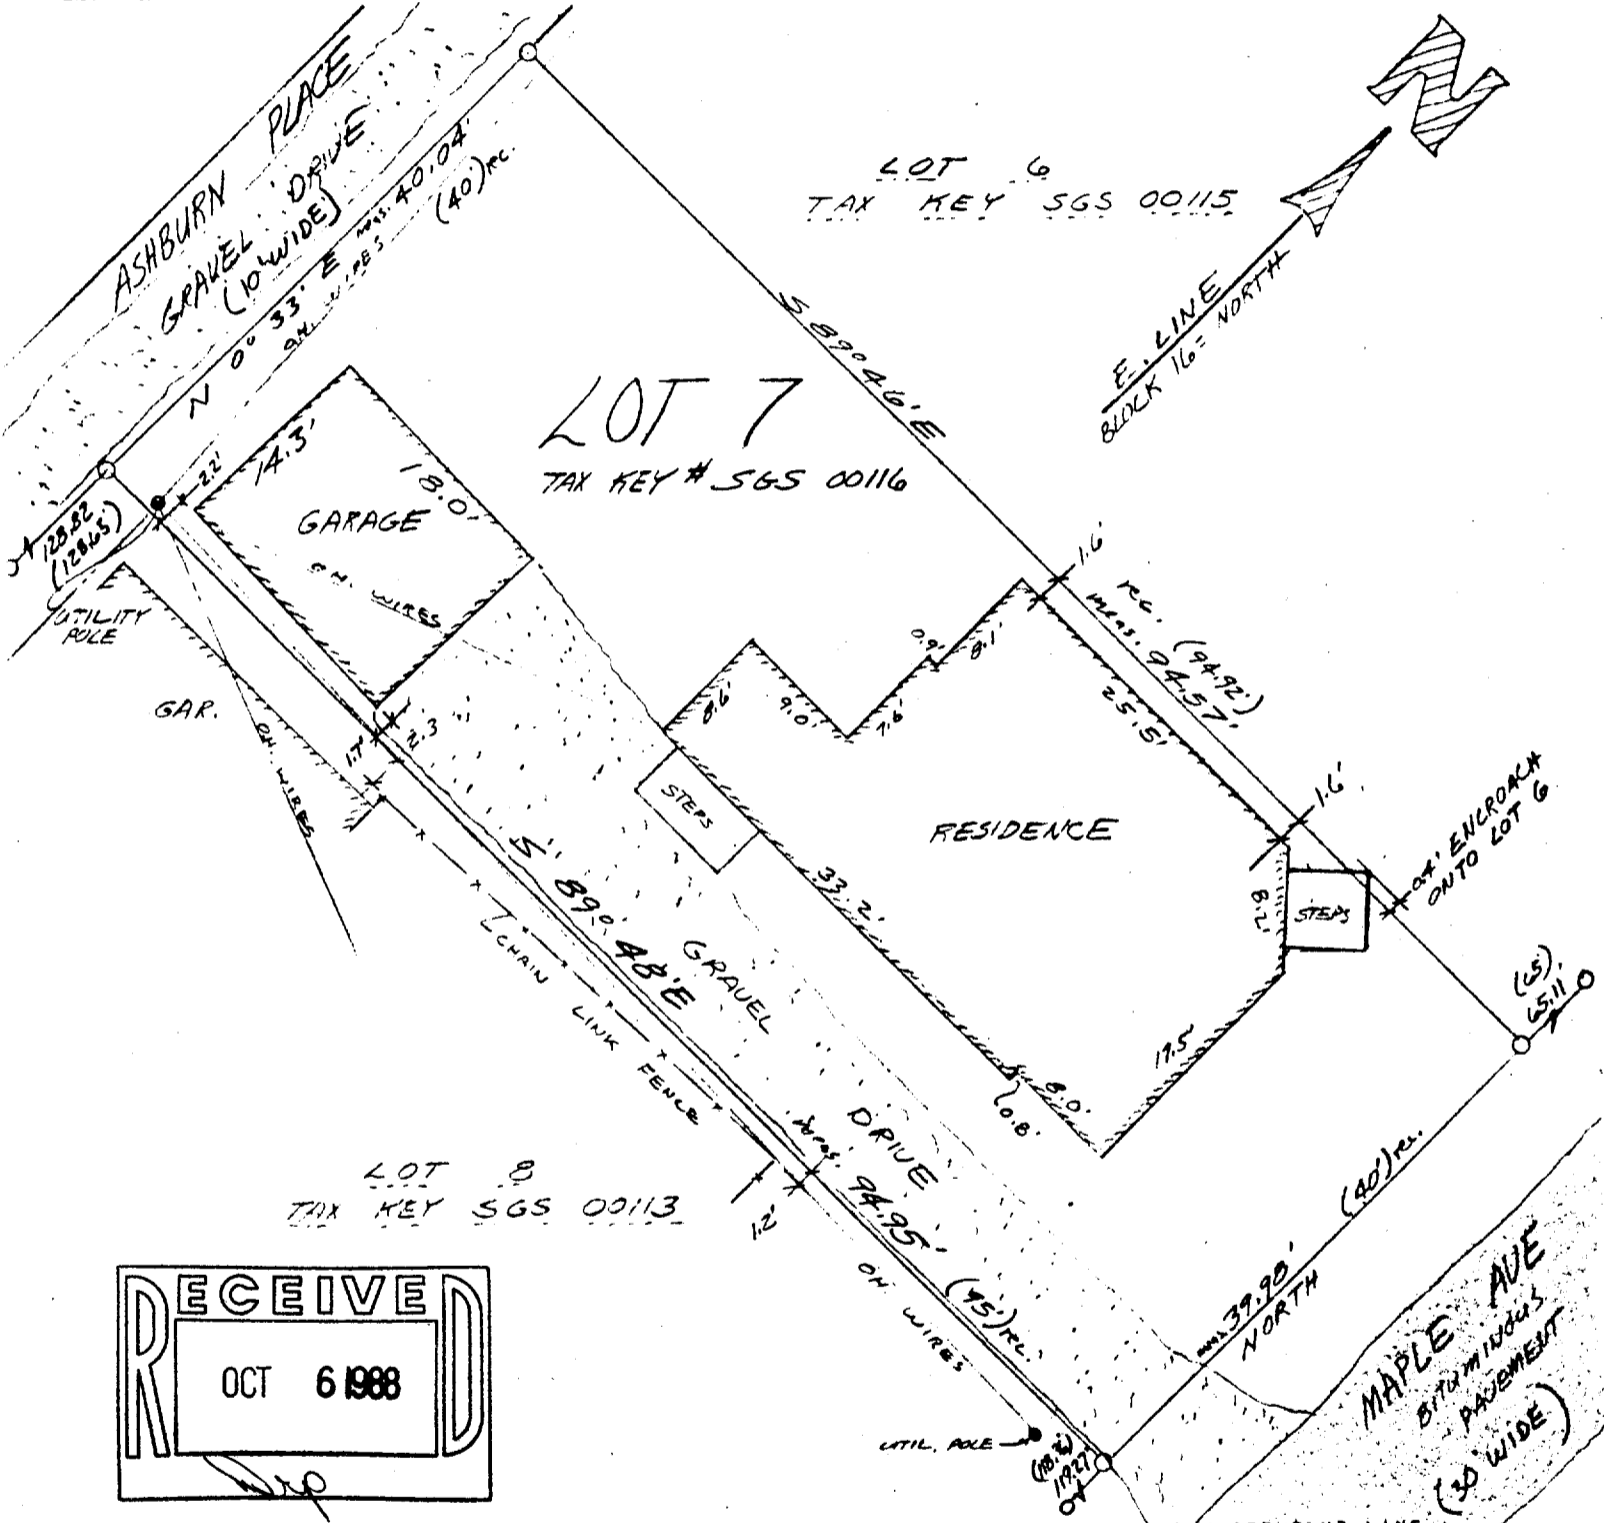 ASHBURN PLACE
GRAVEL DRIVE
(10' WIDE)
N 0° 33' E meas. 40.04'
(40') rec.
O.H. WIRES
N
E. LINE
BLOCK 16 = NORTH
LOT 6
TAX KEY SGS 00115
S 89° 46' E
LOT 7
TAX KEY # SGS 00116
14.3'
18.0'
2.2'
GARAGE
O.H. WIRES
128.82
(128.65)
UTILITY
POLE
GAR.
OH. WIRES
1.7'
2.3
1.6'
rec. (94.92')
meas. 94.57'
25.5'
0.9'
8.1'
8.6'
9.0'
7.6'
STEPS
RESIDENCE
33.2'
1.6'
0.4' ENCROACH
ONTO LOT 6
8.2'
STEPS
(65)
65.11
S 89° 48' E
GRAVEL
DRIVE
CHAIN LINK FENCE
19.5'
8.0'
0.8'
LOT 8
TAX KEY SGS 00113
1.2'
meas. 94.95'
(95') rec.
OH WIRES
(40') rec.
meas 39.98'
NORTH
MAPLE AVE
BITUMINOUS
PAVEMENT
(30' WIDE)
UTIL. POLE
119.27'
RECEIVED
OCT 6 1988